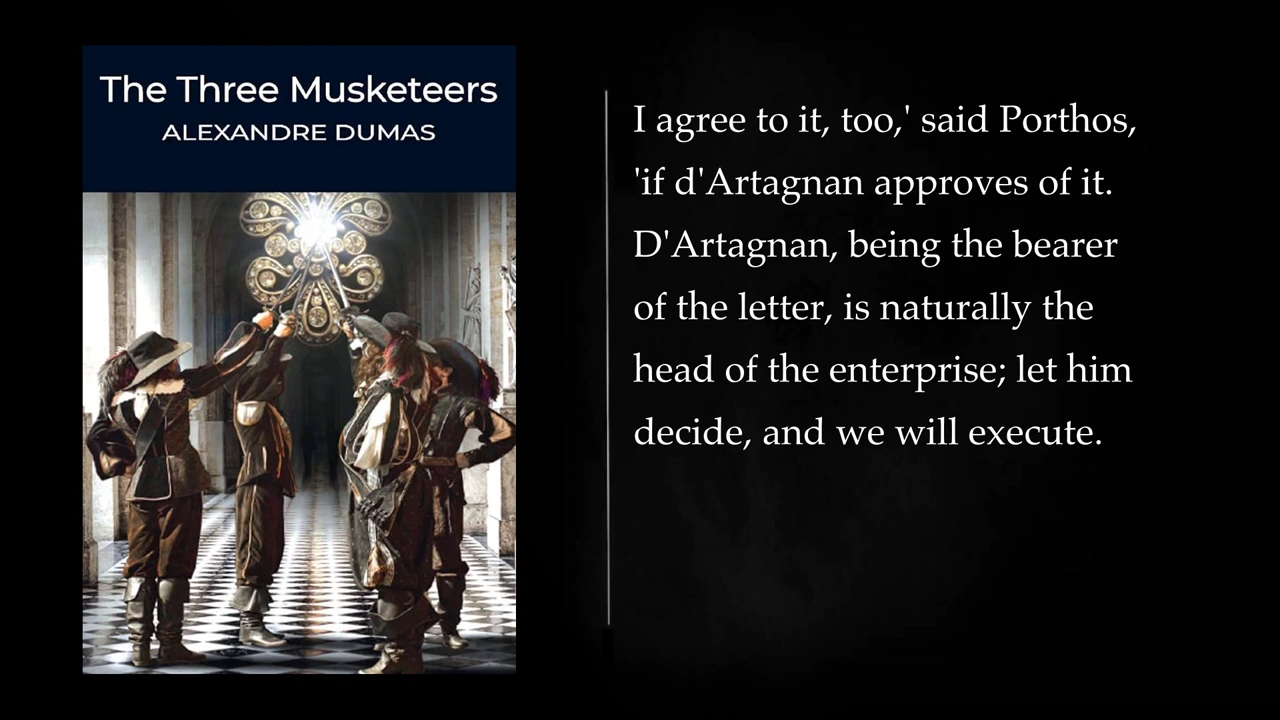 The Three Musketeers
ALEXANDRE DUMAS
I agree to it, too,' said Porthos,
'if d'Artagnan approves of it.
D'Artagnan, being the bearer
of the letter, is naturally the
head of the enterprise; let him
decide, and we will execute.